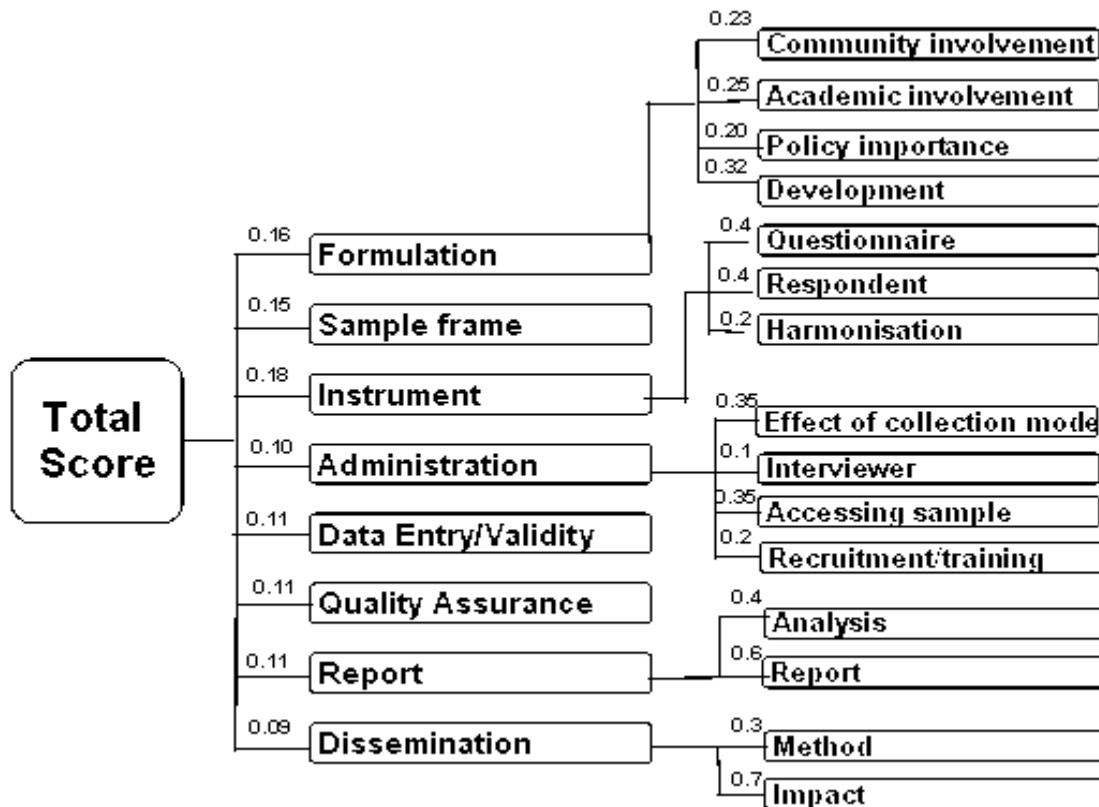 0.23
Community involvement
0.25
Academic involvement
0.20
Policy importance
0.32
Development
0.16
Formulation
0.4
Questionnaire
0.15
Sample frame
0.4
Respondent
0.2
Harmonisation
0.18
Instrument
Total
Score
0.35
Effect of collection mode
0.10
Administration
0.1
Interviewer
0.35
Accessing sample
0.11
Data Entry/Validity
0.2
Recruitment/training
0.11
Quality Assurance
0.4
Analysis
0.11
Report
0.6
Report
0.09
Dissemination
0.3
Method
0.7
Impact